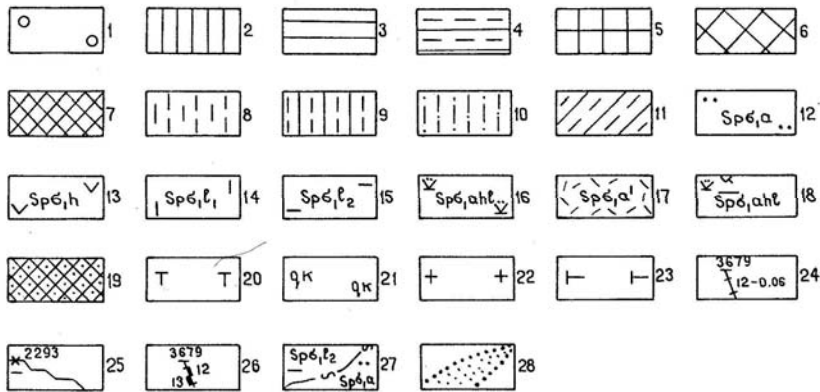 1 2 3 4 5 6
7 8 9 10 11 Spб₁a 12
Spб₁h 13 Spб₁l₁ 14 Spб₁l₂ 15 Spб₁ahl 16 Spб₁a' 17 Spб₁ahl 18
19 T T 20 qк qк 21 22 23 3679 12-0.06 24
2293 25 3679 12 13 26 Spб₁l₂ Spб₁a 27 28